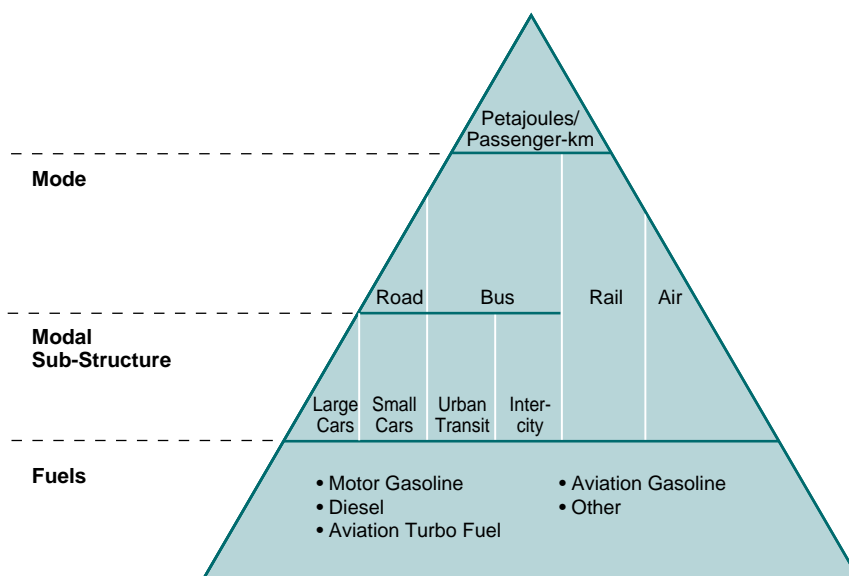 Petajoules/
Passenger-km
Mode
Road Bus Rail Air
Modal
Sub-Structure
Large Small Urban Inter-
Cars Cars Transit city
Fuels
• Motor Gasoline • Aviation Gasoline
• Diesel • Other
• Aviation Turbo Fuel